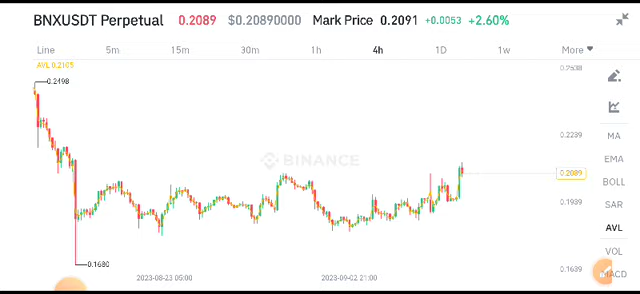 BNXUSDT Perpetual 0.2089 $0.20890000 Mark Price 0.2091 +0.0053 +2.60%
Line 5m 15m 30m 1h 4h 1D 1w More
AVL 0.2105
0.2498
0.2538
0.2239
0.2089
0.1939
0.1639
BINANCE
0.1680
2023-08-23 05:00 2023-09-02 21:00
MA
EMA
BOLL
SAR
AVL
VOL
MACD